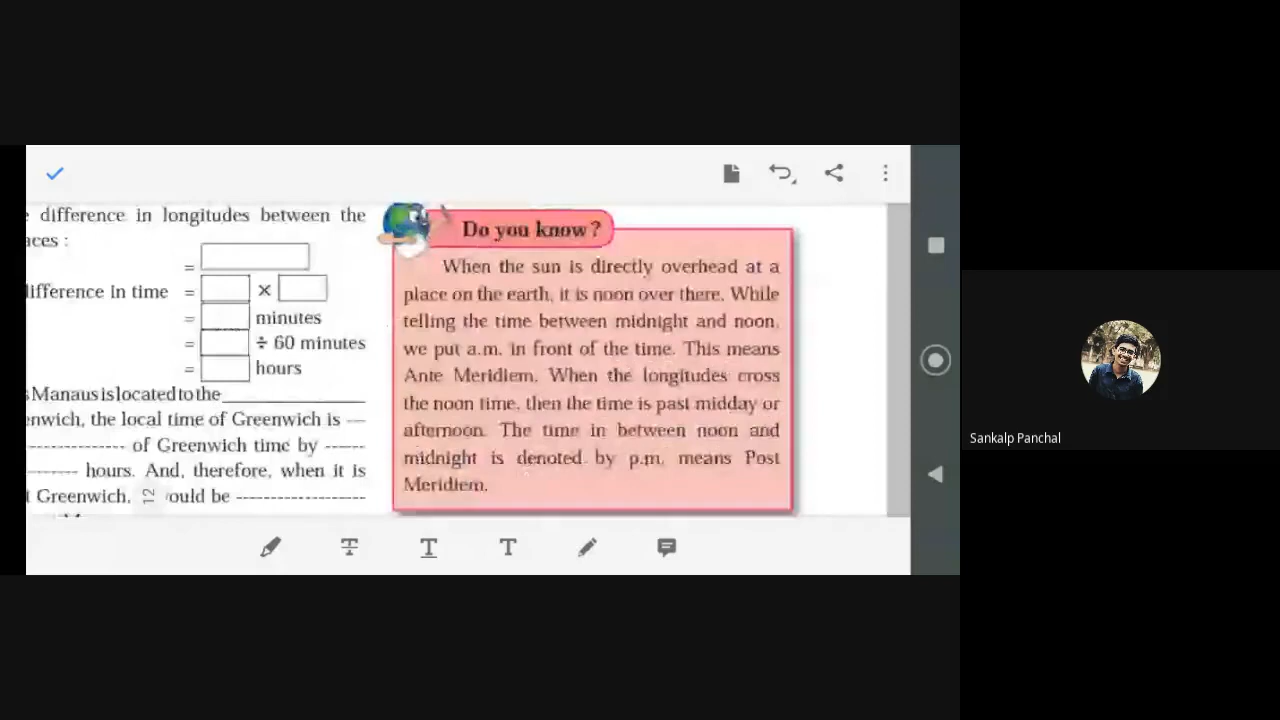 difference in longitudes between the
aces :
=
difference in time = ×
= minutes
= ÷ 60 minutes
= hours
s Manaus is located to the
enwich, the local time of Greenwich is
of Greenwich time by
hours. And, therefore, when it is
Greenwich, 12 ould be
Do you know?
When the sun is directly overhead at a
place on the earth, it is noon over there. While
telling the time between midnight and noon,
we put a.m. in front of the time. This means
Ante Meridiem. When the longitudes cross
the noon time, then the time is past midday or
afternoon. The time in between noon and
midnight is denoted by p.m. means Post
Meridiem.
T T T
Sankalp Panchal